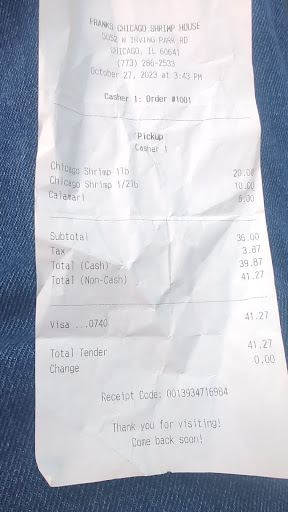 FRANKS CHICAGO SHRIMP HOUSE
5052 W IRVING PARK RD
CHICAGO, IL 60641
(773) 286-2533
October 27, 2023 at 3:43 PM
Casher 1: Order #1001
Pickup
Casher 1
Chicago Shrimp 1lb 20.00
Chicago Shrimp 1/2lb 10.00
Calamari 6.00
Subtotal 36.00
Tax 3.87
Total (Cash) 39.87
Total (Non-Cash) 41.27
Visa ...0740 41.27
Total Tender 41.27
Change 0.00
Receipt Code: 0013934716984
Thank you for visiting!
Come back soon!